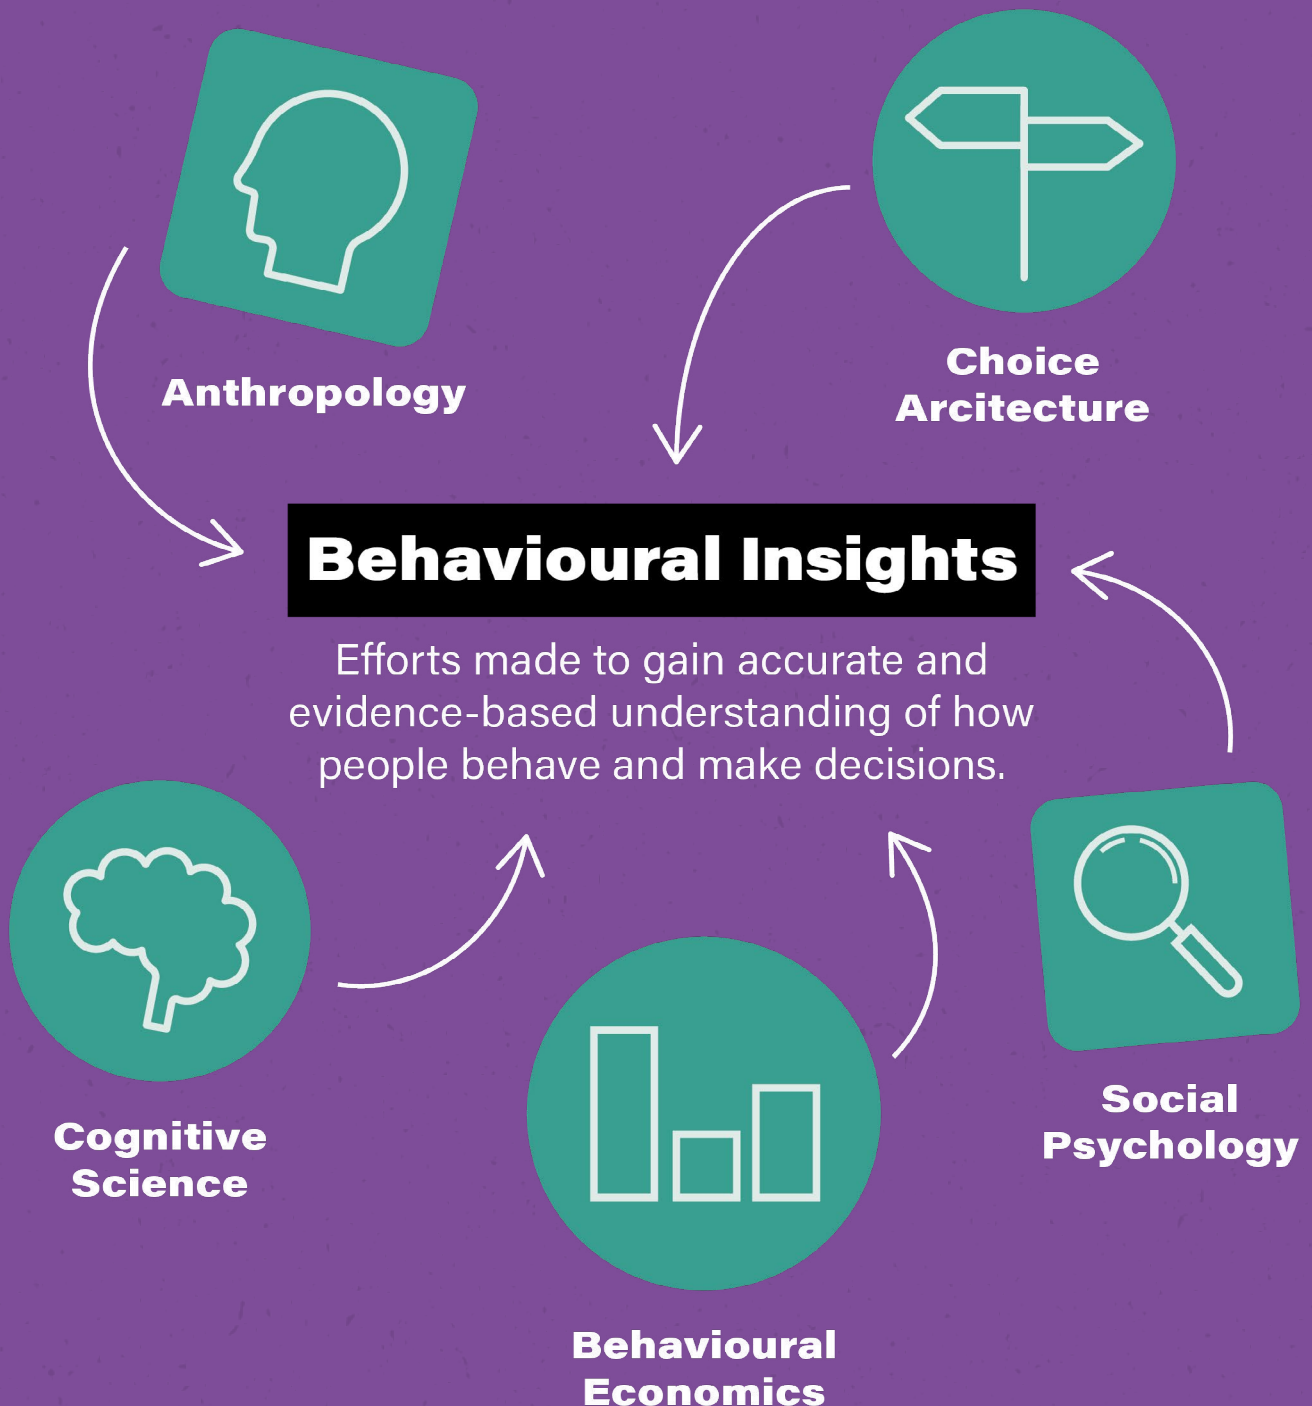 Anthropology
Choice
Arcitecture
Behavioural Insights
Efforts made to gain accurate and
evidence-based understanding of how
people behave and make decisions.
Cognitive
Science
Social
Psychology
Behavioural
Economics